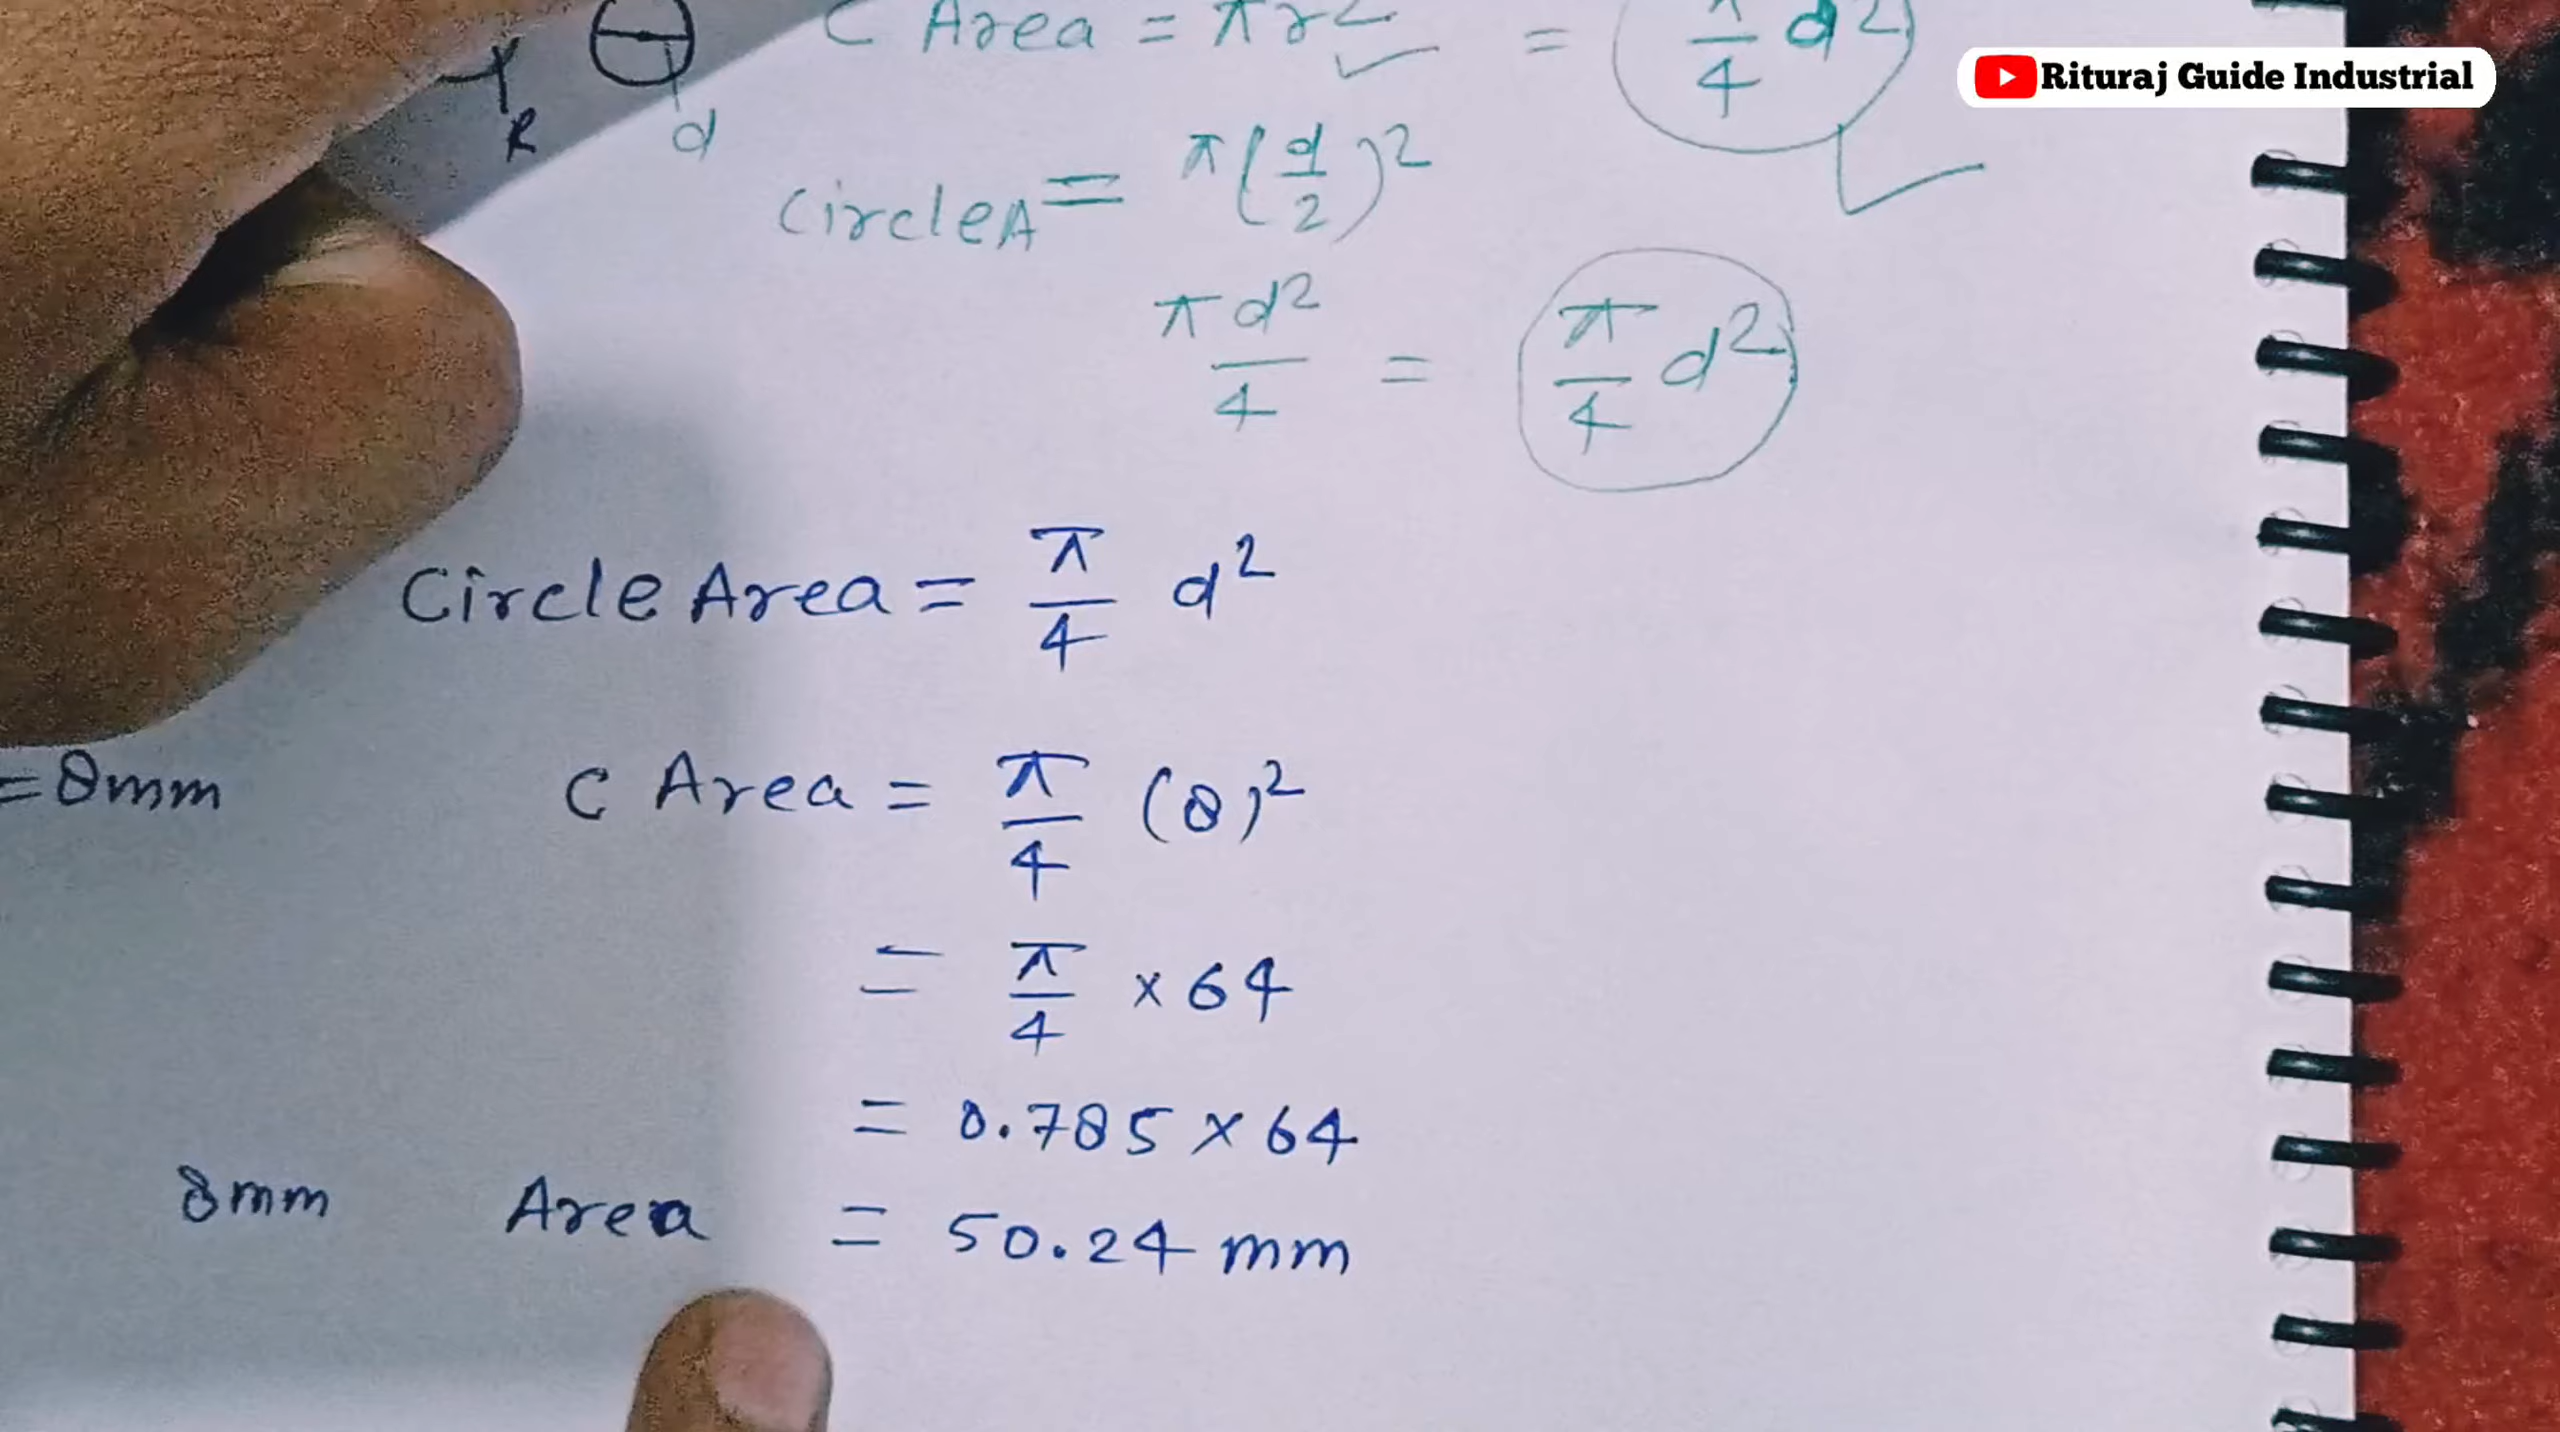 C Area = πr² = π/4 d²
Rituraj Guide Industrial
R d
CircleA = π(d/2)²
πd²/4 = π/4 d²
Circle Area = π/4 d²
=8mm C Area = π/4 (8)²
= π/4 × 64
= 0.785 × 64
8mm Area = 50.24 mm